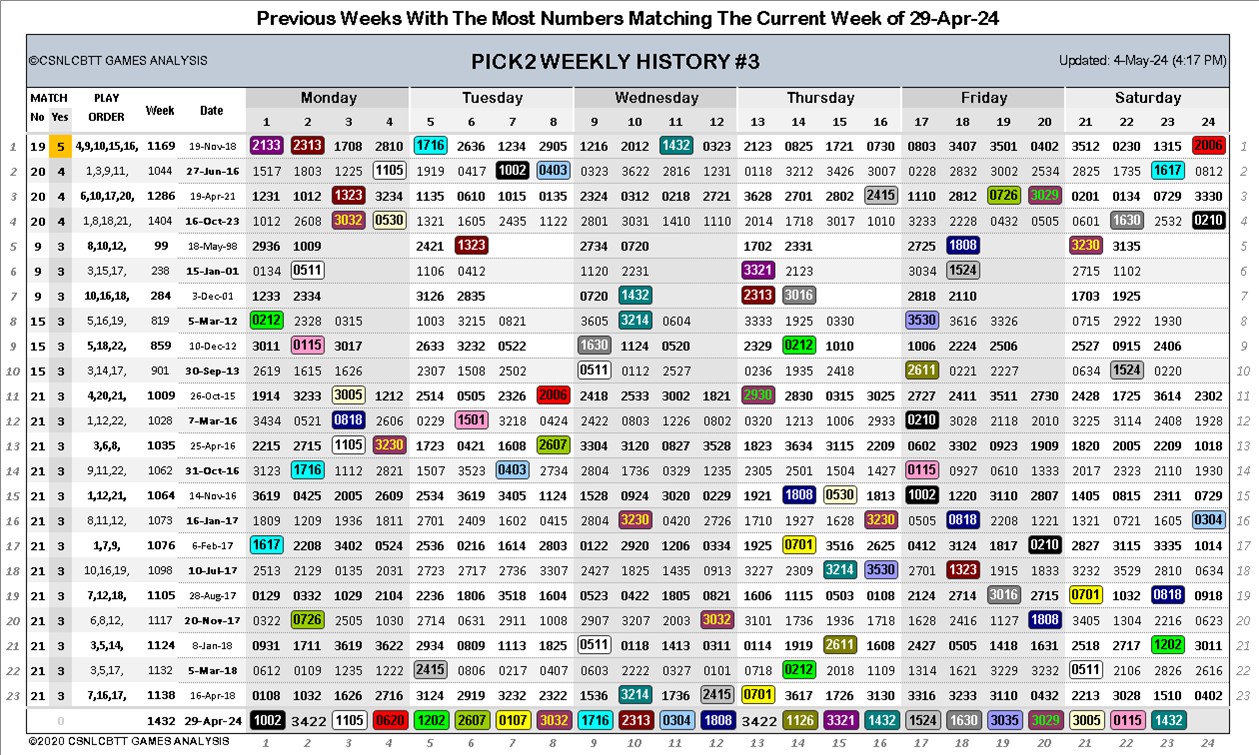 Previous Weeks With The Most Numbers Matching The Current Week of 29-Apr-24
©CSNLCBTT GAMES ANALYSIS PICK2 WEEKLY HISTORY #3 Updated: 4-May-24 (4:17 PM)
MATCH PLAY Week Date Monday Tuesday Wednesday Thursday Friday Saturday
No Yes ORDER 1 2 3 4 5 6 7 8 9 10 11 12 13 14 15 16 17 18 19 20 21 22 23 24
1 19 5 4,9,10,15,16, 1169 19-Nov-18 2133 2313 1708 2810 1716 2636 1234 2905 1216 2012 1432 0323 2123 0825 1721 0730 0803 3407 3501 0402 3512 0230 1315 2006 1
2 20 4 1,3,9,11, 1044 27-Jun-16 1517 1803 1225 1105 1919 0417 1002 0403 0323 3622 2816 1231 0118 3212 3426 3007 0228 2832 3002 2534 2825 1735 1617 0812 2
3 20 4 6,10,17,20, 1286 19-Apr-21 1231 1012 1323 3234 1135 0610 1015 0135 2324 0312 0218 2721 3628 2701 2802 2415 1110 2812 0726 3029 0201 0134 0729 3330 3
4 20 4 1,8,18,21, 1404 16-Oct-23 1012 2608 3032 0530 1321 1605 2435 1122 2801 3031 1410 1110 2014 1718 3017 1010 3233 2228 0432 0505 0601 1630 2532 0210 4
5 9 3 8,10,12, 99 18-May-98 2936 1009 2421 1323 2734 0720 1702 2331 2725 1808 3230 3135 5
6 9 3 3,15,17, 238 15-Jan-01 0134 0511 1106 0412 1120 2231 3321 2123 3034 1524 2715 1102 6
7 9 3 10,16,18, 284 3-Dec-01 1233 2334 3126 2835 0720 1432 2313 3016 2818 2110 1703 1925 7
8 15 3 5,16,19, 819 5-Mar-12 0212 2328 0315 1003 3215 0821 3605 3214 0604 3333 1925 0330 3530 3616 3326 0715 2922 1930 8
9 15 3 5,18,22, 859 10-Dec-12 3011 0115 3017 2633 3232 0522 1630 1124 0520 2329 0212 1010 1006 2224 2506 2527 0915 2406 9
10 15 3 3,14,17, 901 30-Sep-13 2619 1615 1626 2307 1508 2502 0511 0112 2527 0236 1935 2418 2611 0221 2227 0634 1524 0220 10
11 21 3 4,20,21, 1009 26-Oct-15 1914 3233 3005 1212 2514 0505 2326 2006 2418 2533 3002 1821 2930 2830 0315 3025 2727 2411 3511 2730 2428 1725 3614 2302 11
12 21 3 1,12,22, 1028 7-Mar-16 3434 0521 0818 2606 0229 1501 3218 0424 2422 0803 1226 0802 0320 1213 1006 2933 0210 3028 2118 2010 3225 3114 2408 1928 12
13 21 3 3,6,8, 1035 25-Apr-16 2215 2715 1105 3230 1723 0421 1608 2607 3304 3120 0827 3528 1823 3634 3115 2209 0602 3302 0923 1909 1820 2005 2209 1018 13
14 21 3 9,11,22, 1062 31-Oct-16 3123 1716 1112 2821 1507 3523 0403 2734 2804 1736 0329 1235 2305 2501 1504 1427 0115 0927 0610 1333 2017 2323 2110 1930 14
15 21 3 1,12,21, 1064 14-Nov-16 3619 0425 2005 2609 2534 3619 3405 1124 1528 0924 3020 0229 1921 1808 0530 1813 1002 1220 3110 2807 1405 0815 2311 0729 15
16 21 3 8,11,12, 1073 16-Jan-17 1809 1209 1936 1811 2701 2409 1602 0415 2804 3230 0420 2726 1710 1927 1628 3230 0505 0818 2208 1221 1321 0721 1605 0304 16
17 21 3 1,7,9, 1076 6-Feb-17 1617 2208 3402 0524 2536 0216 1614 2803 0122 2920 1206 0334 1925 0701 3516 2625 0412 3124 1817 0210 2827 3115 3335 1014 17
18 21 3 10,16,19, 1098 10-Jul-17 2513 2129 0135 2031 2723 2717 2736 3307 2427 1825 1435 0913 3227 2309 3214 3530 2701 1323 1915 1833 3232 3529 2810 0634 18
19 21 3 7,12,18, 1105 28-Aug-17 0129 0332 1029 2104 2236 1806 3518 1604 0523 0422 1805 0821 1606 1115 0503 0108 2124 2714 3016 2715 0701 1032 0818 0918 19
20 21 3 6,8,12, 1117 20-Nov-17 0322 0726 2505 1030 2714 0631 2911 1008 2907 3207 2003 3032 3101 1736 1936 1718 1628 2416 1127 1808 3405 1304 2216 0623 20
21 21 3 3,5,14, 1124 8-Jan-18 0931 1711 3619 3622 2934 0809 1113 1825 0511 0118 1413 0311 0114 1415 2611 1608 2427 0505 1418 1631 2518 2717 1202 3011 21
22 21 3 3,5,17, 1132 5-Mar-18 0612 0109 1235 1222 2415 0806 0217 0407 0603 2222 0327 0101 0718 0212 2018 1109 1314 1621 3229 3232 0511 2106 2826 2616 22
23 21 3 7,16,17, 1138 16-Apr-18 0108 1032 1626 2716 3124 2919 3232 2322 1536 3214 1736 2415 0701 3617 1726 3130 3316 3233 3110 0432 2213 3028 1510 0402 23
0 1432 29-Apr-24 1002 3422 1105 0620 1202 2607 0107 3032 1716 2313 0304 1808 3422 1126 3321 1432 1524 1630 3035 3029 3005 0115 1432
©2020 CSNLCBTT GAMES ANALYSIS 1 2 3 4 5 6 7 8 9 10 11 12 13 14 15 16 17 18 19 20 21 22 23 24